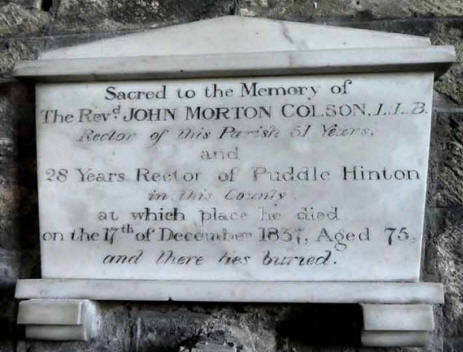 Sacred to the Memory of
The Revd JOHN MORTON COLSON, L.L.B.
Rector of this Parish 51 Years,
and
28 Years Rector of Puddle Hinton
in this County
at which place he died
on the 17th of December 1837, Aged 75,
and there lies buried.